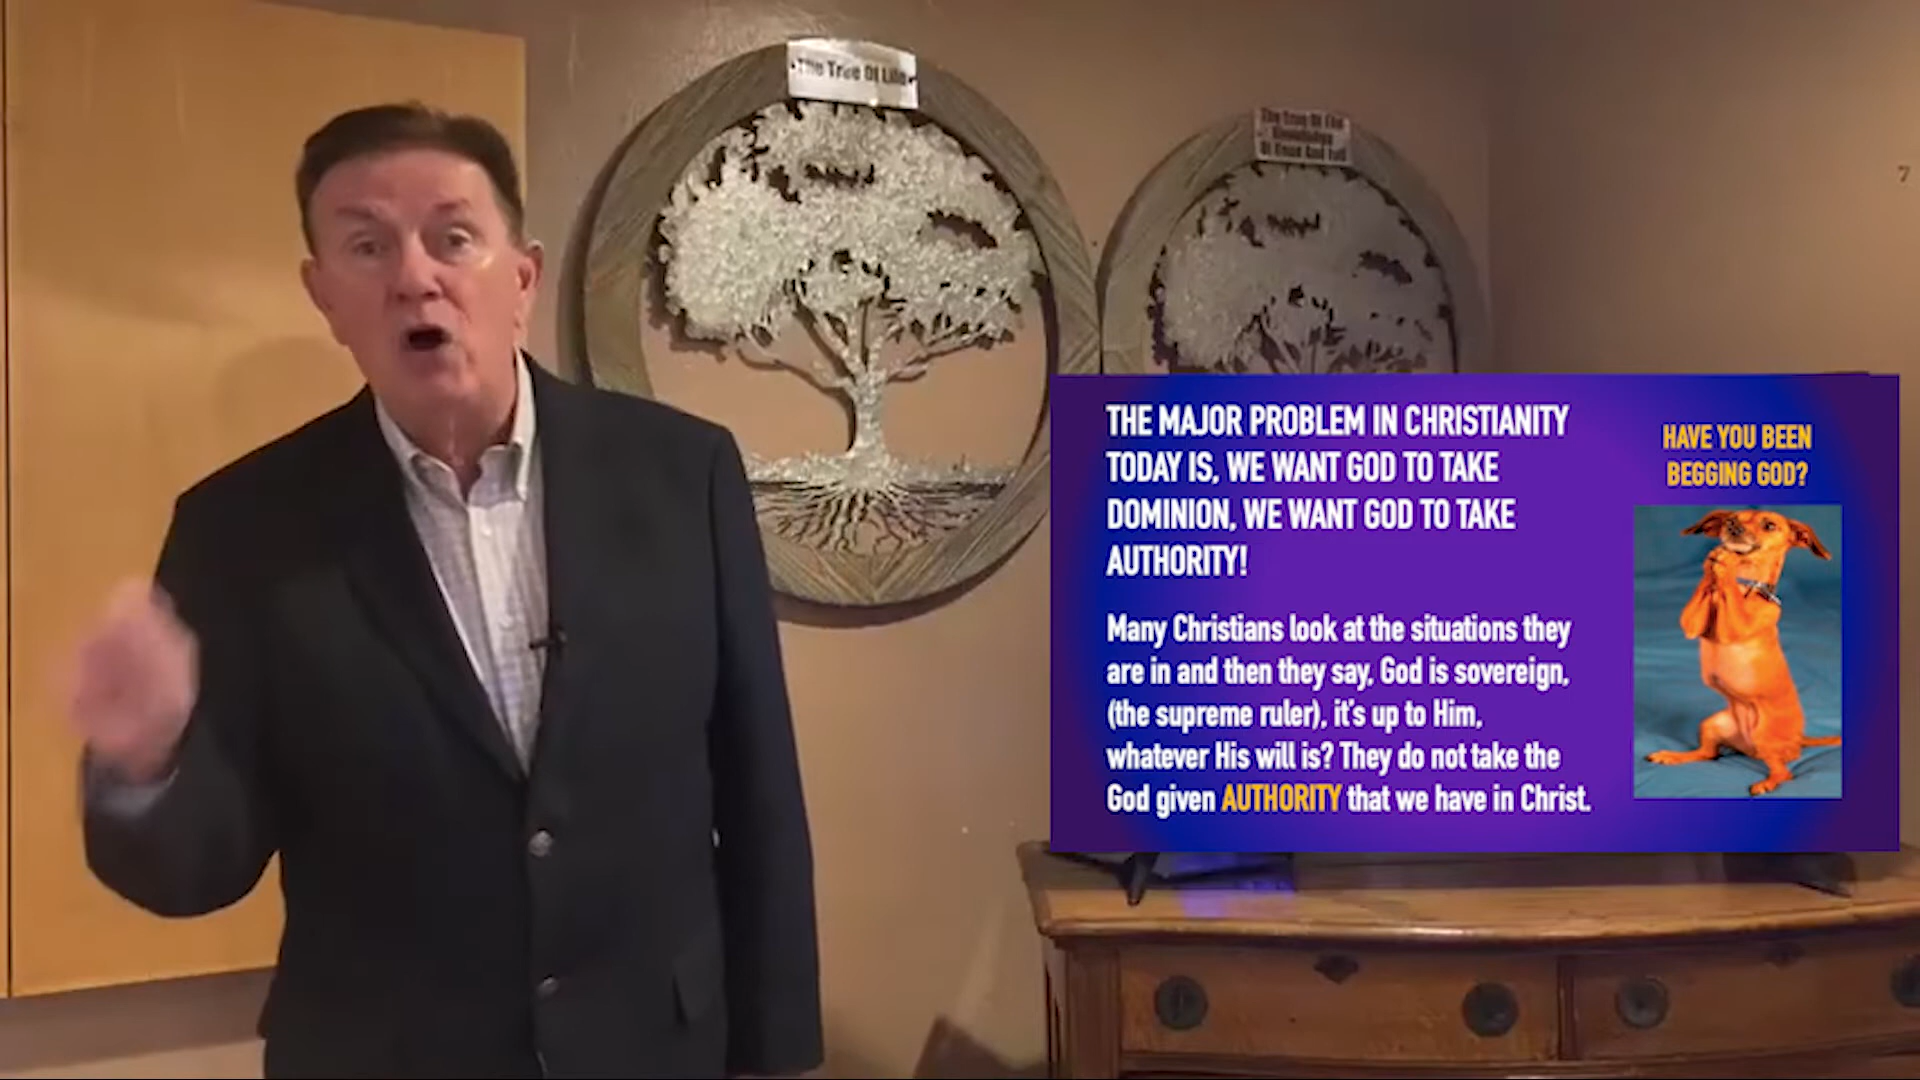 The Tree Of Life
The Tree Of The
Knowledge
Of Good And Evil
7
THE MAJOR PROBLEM IN CHRISTIANITY
TODAY IS, WE WANT GOD TO TAKE
DOMINION, WE WANT GOD TO TAKE
AUTHORITY!
Many Christians look at the situations they
are in and then they say, God is sovereign,
(the supreme ruler), it's up to Him,
whatever His will is? They do not take the
God given AUTHORITY that we have in Christ.
HAVE YOU BEEN
BEGGING GOD?